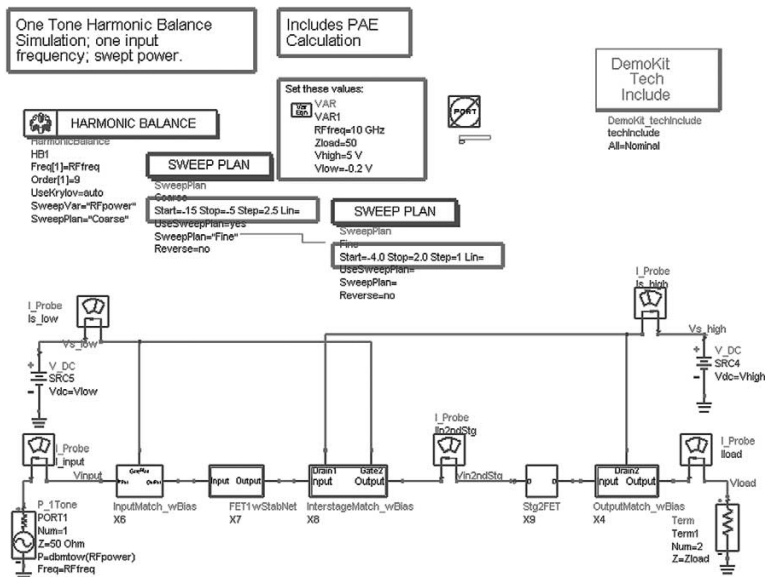 One Tone Harmonic Balance
Simulation; one input
frequency; swept power.
Includes PAE
Calculation
DemoKit
Tech
Include
DemoKit_techInclude
techInclude
All=Nominal
Set these values:
Var
Eqn
VAR
VAR1
RFfreq=10 GHz
Zload=50
Vhigh=5 V
Vlow=-0.2 V
PORT
HARMONIC BALANCE
HarmonicBalance
HB1
Freq[1]=RFfreq
Order[1]=9
UseKrylov=auto
SweepVar="RFpower"
SweepPlan="Coarse"
SWEEP PLAN
SweepPlan
Coarse
Start=-15 Stop=-5 Step=2.5 Lin=
UseSweepPlan=yes
SweepPlan="Fine"
Reverse=no
SWEEP PLAN
SweepPlan
Fine
Start=-4.0 Stop=2.0 Step=1 Lin=
UseSweepPlan=
SweepPlan=
Reverse=no
I_Probe
Is_low
Vs_low
V_DC
SRC5
Vdc=Vlow
I_Probe
Is_high
Vs_high
V_DC
SRC4
Vdc=Vhigh
I_Probe
I_input
Vinput
InputMatch_wBias
X6
Input Output
FET1wStabNet
X7
Drain1 Gate2
Input Output
InterstageMatch_wBias
X8
I_Probe
Iin2ndStg
Vin2ndStg
Stg2FET
X9
Drain2
Input Output
OutputMatch_wBias
X4
I_Probe
Iload
Vload
P_1Tone
PORT1
Num=1
Z=50 Ohm
P=dbmtow(RFpower)
Freq=RFfreq
Term
Term1
Num=2
Z=Zload